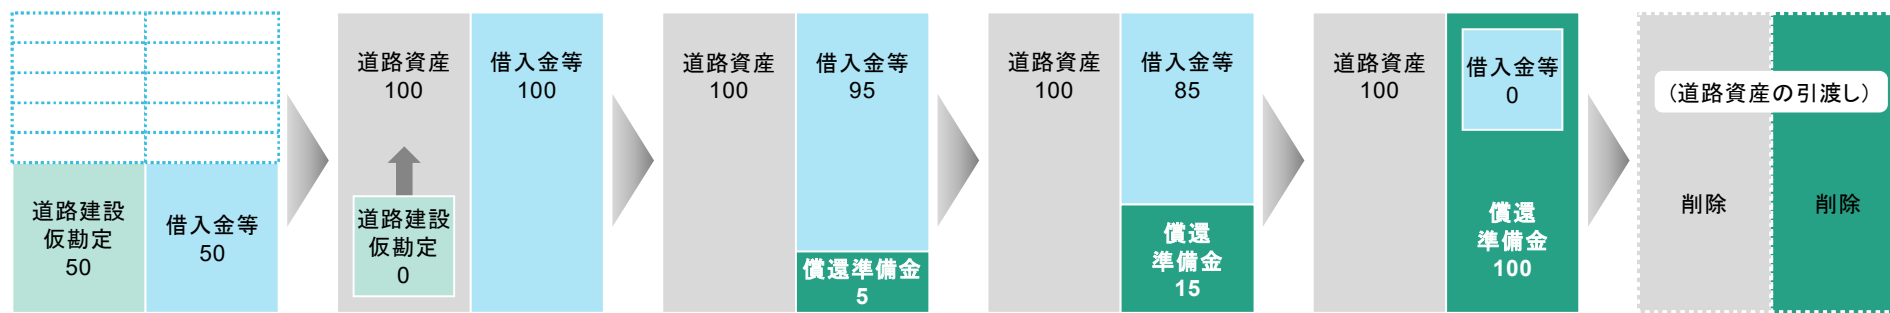 道路建設
仮勘定
50
借入金等
50
道路資産
100
道路建設
仮勘定
0
借入金等
100
道路資産
100
借入金等
95
償還準備金
5
道路資産
100
借入金等
85
償還
準備金
15
道路資産
100
借入金等
0
償還
準備金
100
（道路資産の引渡し）
削除
削除